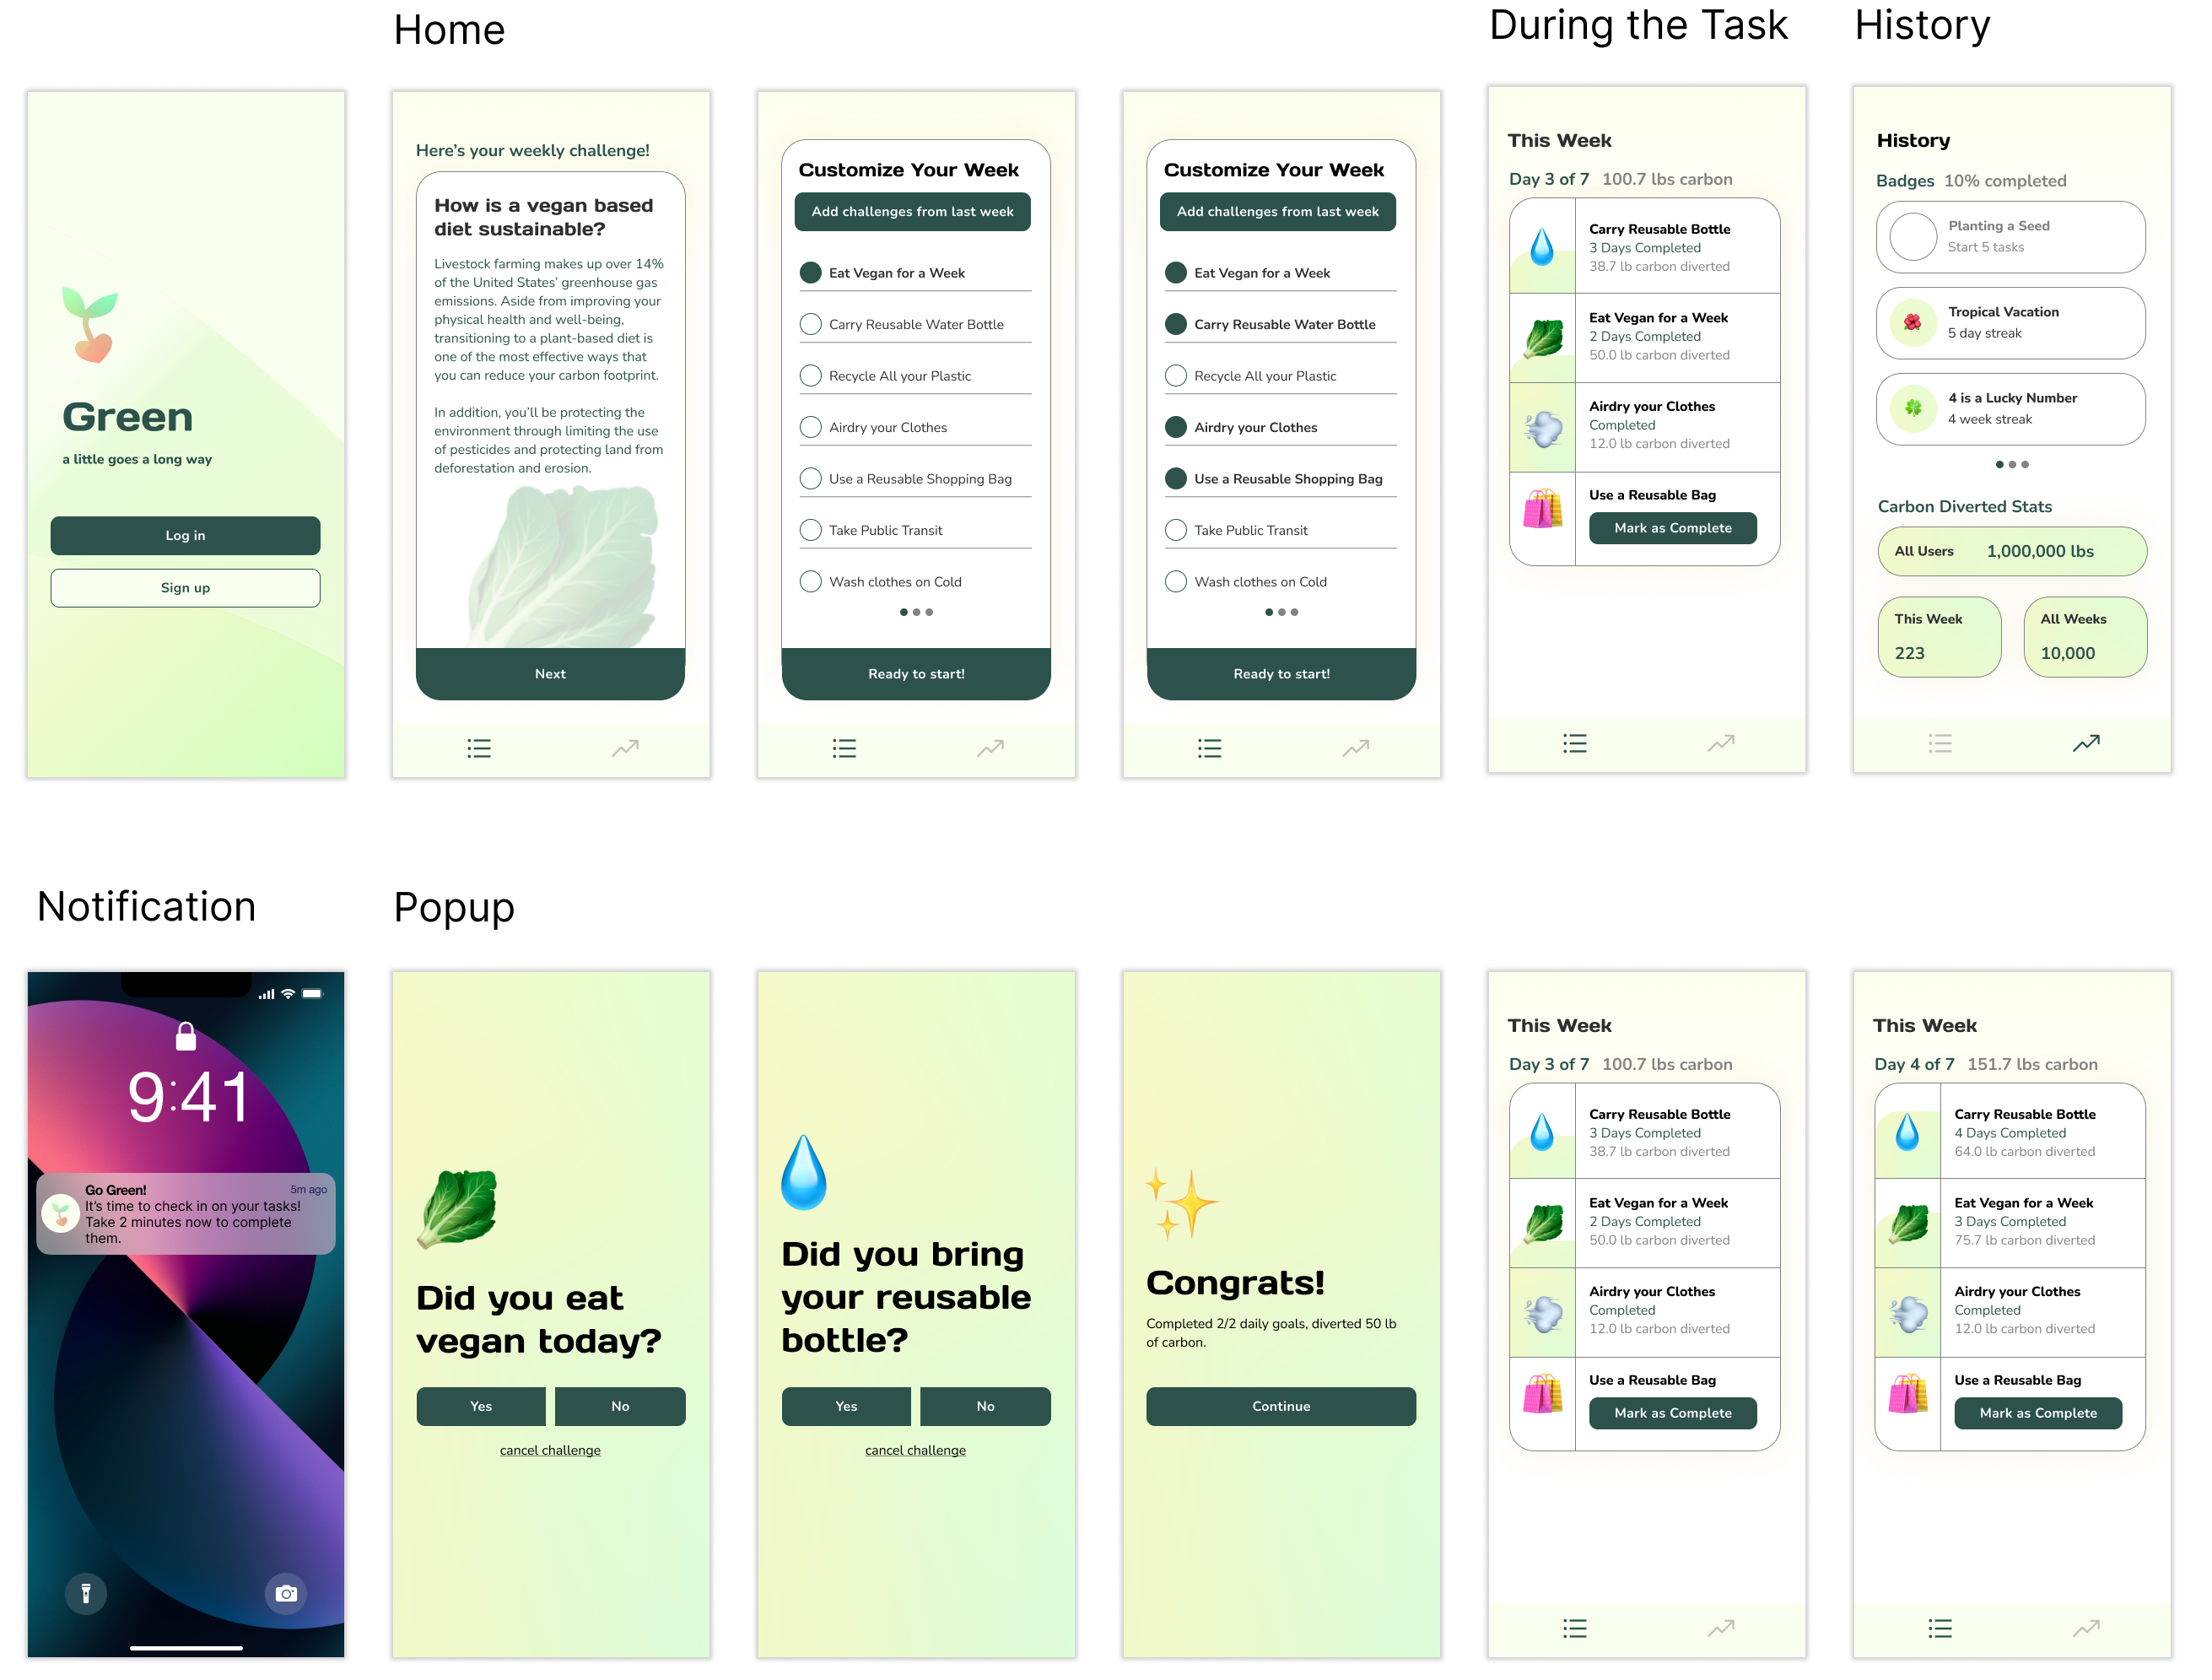 Home
During the Task
History
Green
a little goes a long way
Log in
Sign up
Here's your weekly challenge!
How is a vegan based
diet sustainable?
Livestock farming makes up over 14%
of the United States' greenhouse gas
emissions. Aside from improving your
physical health and well-being,
transitioning to a plant-based diet is
one of the most effective ways that
you can reduce your carbon footprint.
In addition, you'll be protecting the
environment through limiting the use
of pesticides and protecting land from
deforestation and erosion.
Next
Customize Your Week
Add challenges from last week
Eat Vegan for a Week
Carry Reusable Water Bottle
Recycle All your Plastic
Airdry your Clothes
Use a Reusable Shopping Bag
Take Public Transit
Wash clothes on Cold
Ready to start!
Customize Your Week
Add challenges from last week
Eat Vegan for a Week
Carry Reusable Water Bottle
Recycle All your Plastic
Airdry your Clothes
Use a Reusable Shopping Bag
Take Public Transit
Wash clothes on Cold
Ready to start!
This Week
Day 3 of 7 100.7 lbs carbon
Carry Reusable Bottle
3 Days Completed
38.7 lb carbon diverted
Eat Vegan for a Week
2 Days Completed
50.0 lb carbon diverted
Airdry your Clothes
Completed
12.0 lb carbon diverted
Use a Reusable Bag
Mark as Complete
History
Badges 10% completed
Planting a Seed
Start 5 tasks
Tropical Vacation
5 day streak
4 is a Lucky Number
4 week streak
Carbon Diverted Stats
All Users 1,000,000 lbs
This Week
223
All Weeks
10,000
Notification
Popup
9:41
Go Green! 5m ago
It's time to check in on your tasks!
Take 2 minutes now to complete
them.
Did you eat
vegan today?
Yes
No
cancel challenge
Did you bring
your reusable
bottle?
Yes
No
cancel challenge
Congrats!
Completed 2/2 daily goals, diverted 50 lb
of carbon.
Continue
This Week
Day 3 of 7 100.7 lbs carbon
Carry Reusable Bottle
3 Days Completed
38.7 lb carbon diverted
Eat Vegan for a Week
2 Days Completed
50.0 lb carbon diverted
Airdry your Clothes
Completed
12.0 lb carbon diverted
Use a Reusable Bag
Mark as Complete
This Week
Day 4 of 7 151.7 lbs carbon
Carry Reusable Bottle
4 Days Completed
64.0 lb carbon diverted
Eat Vegan for a Week
3 Days Completed
75.7 lb carbon diverted
Airdry your Clothes
Completed
12.0 lb carbon diverted
Use a Reusable Bag
Mark as Complete